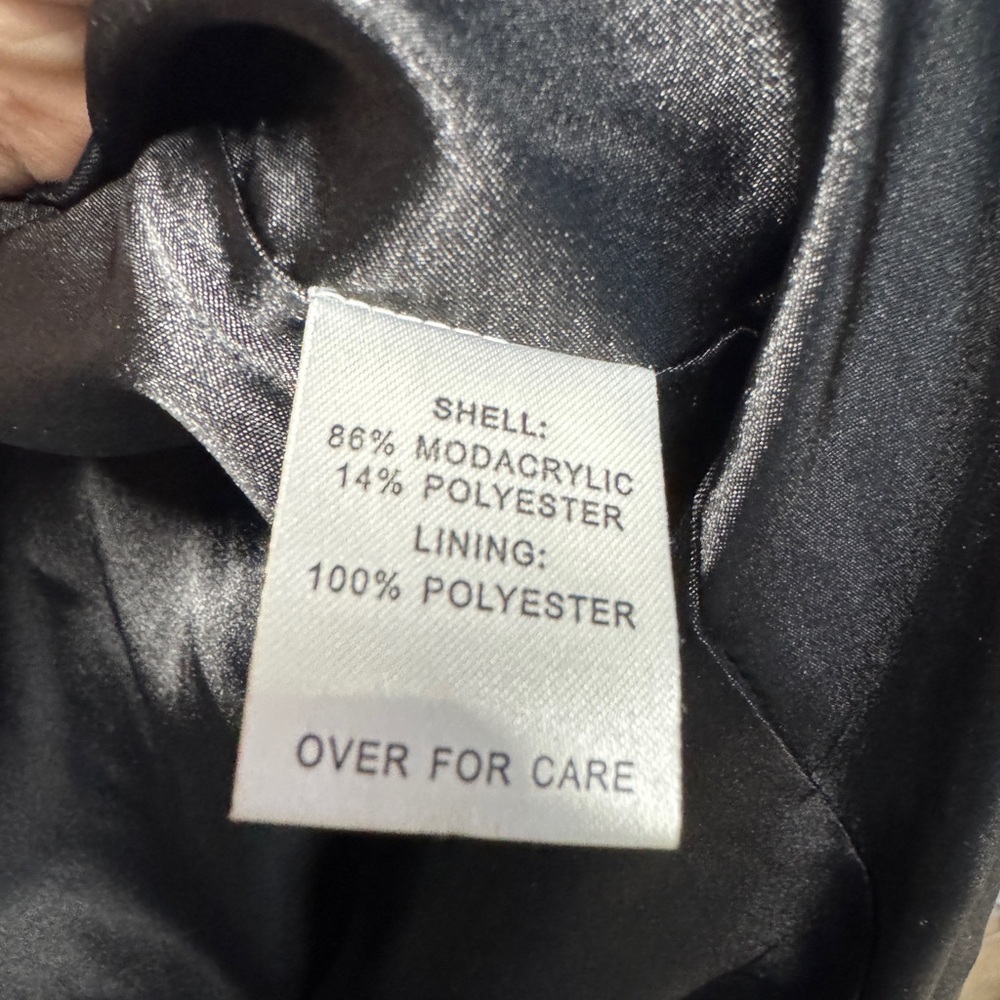 SHELL:
86% MODACRYLIC
14% POLYESTER
LINING:
100% POLYESTER
OVER FOR CARE